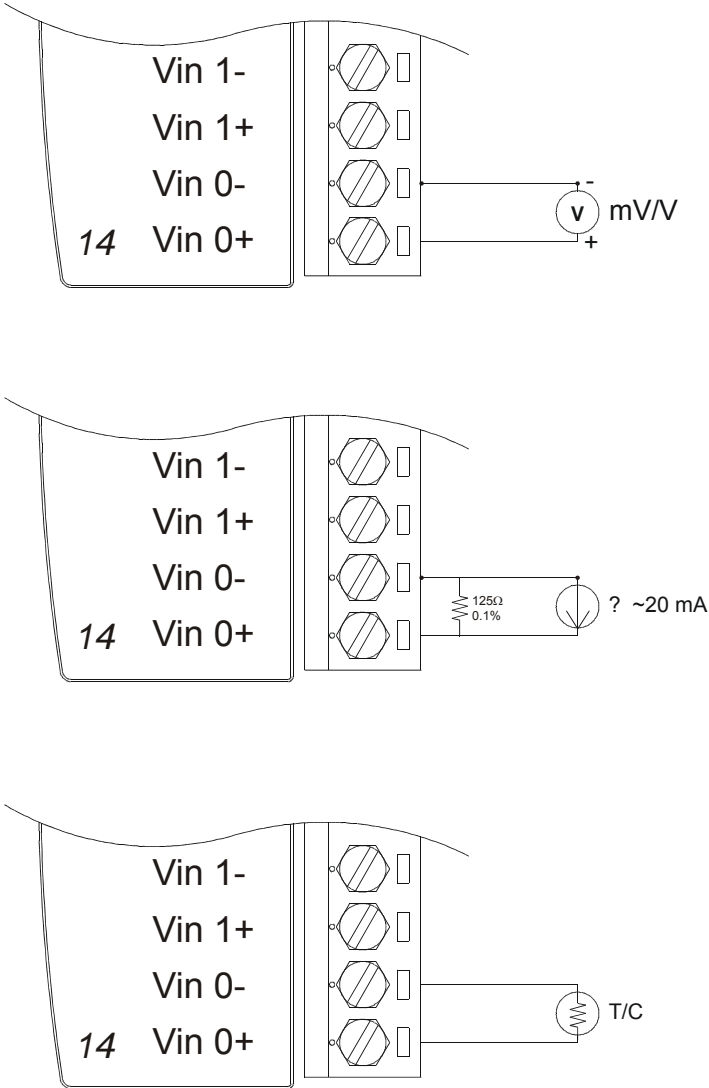 Vin 1-
Vin 1+
Vin 0-
14 Vin 0+
-
V mV/V
+
Vin 1-
Vin 1+
Vin 0-
14 Vin 0+
125Ω
0.1%
? ~20 mA
Vin 1-
Vin 1+
Vin 0-
14 Vin 0+
T/C